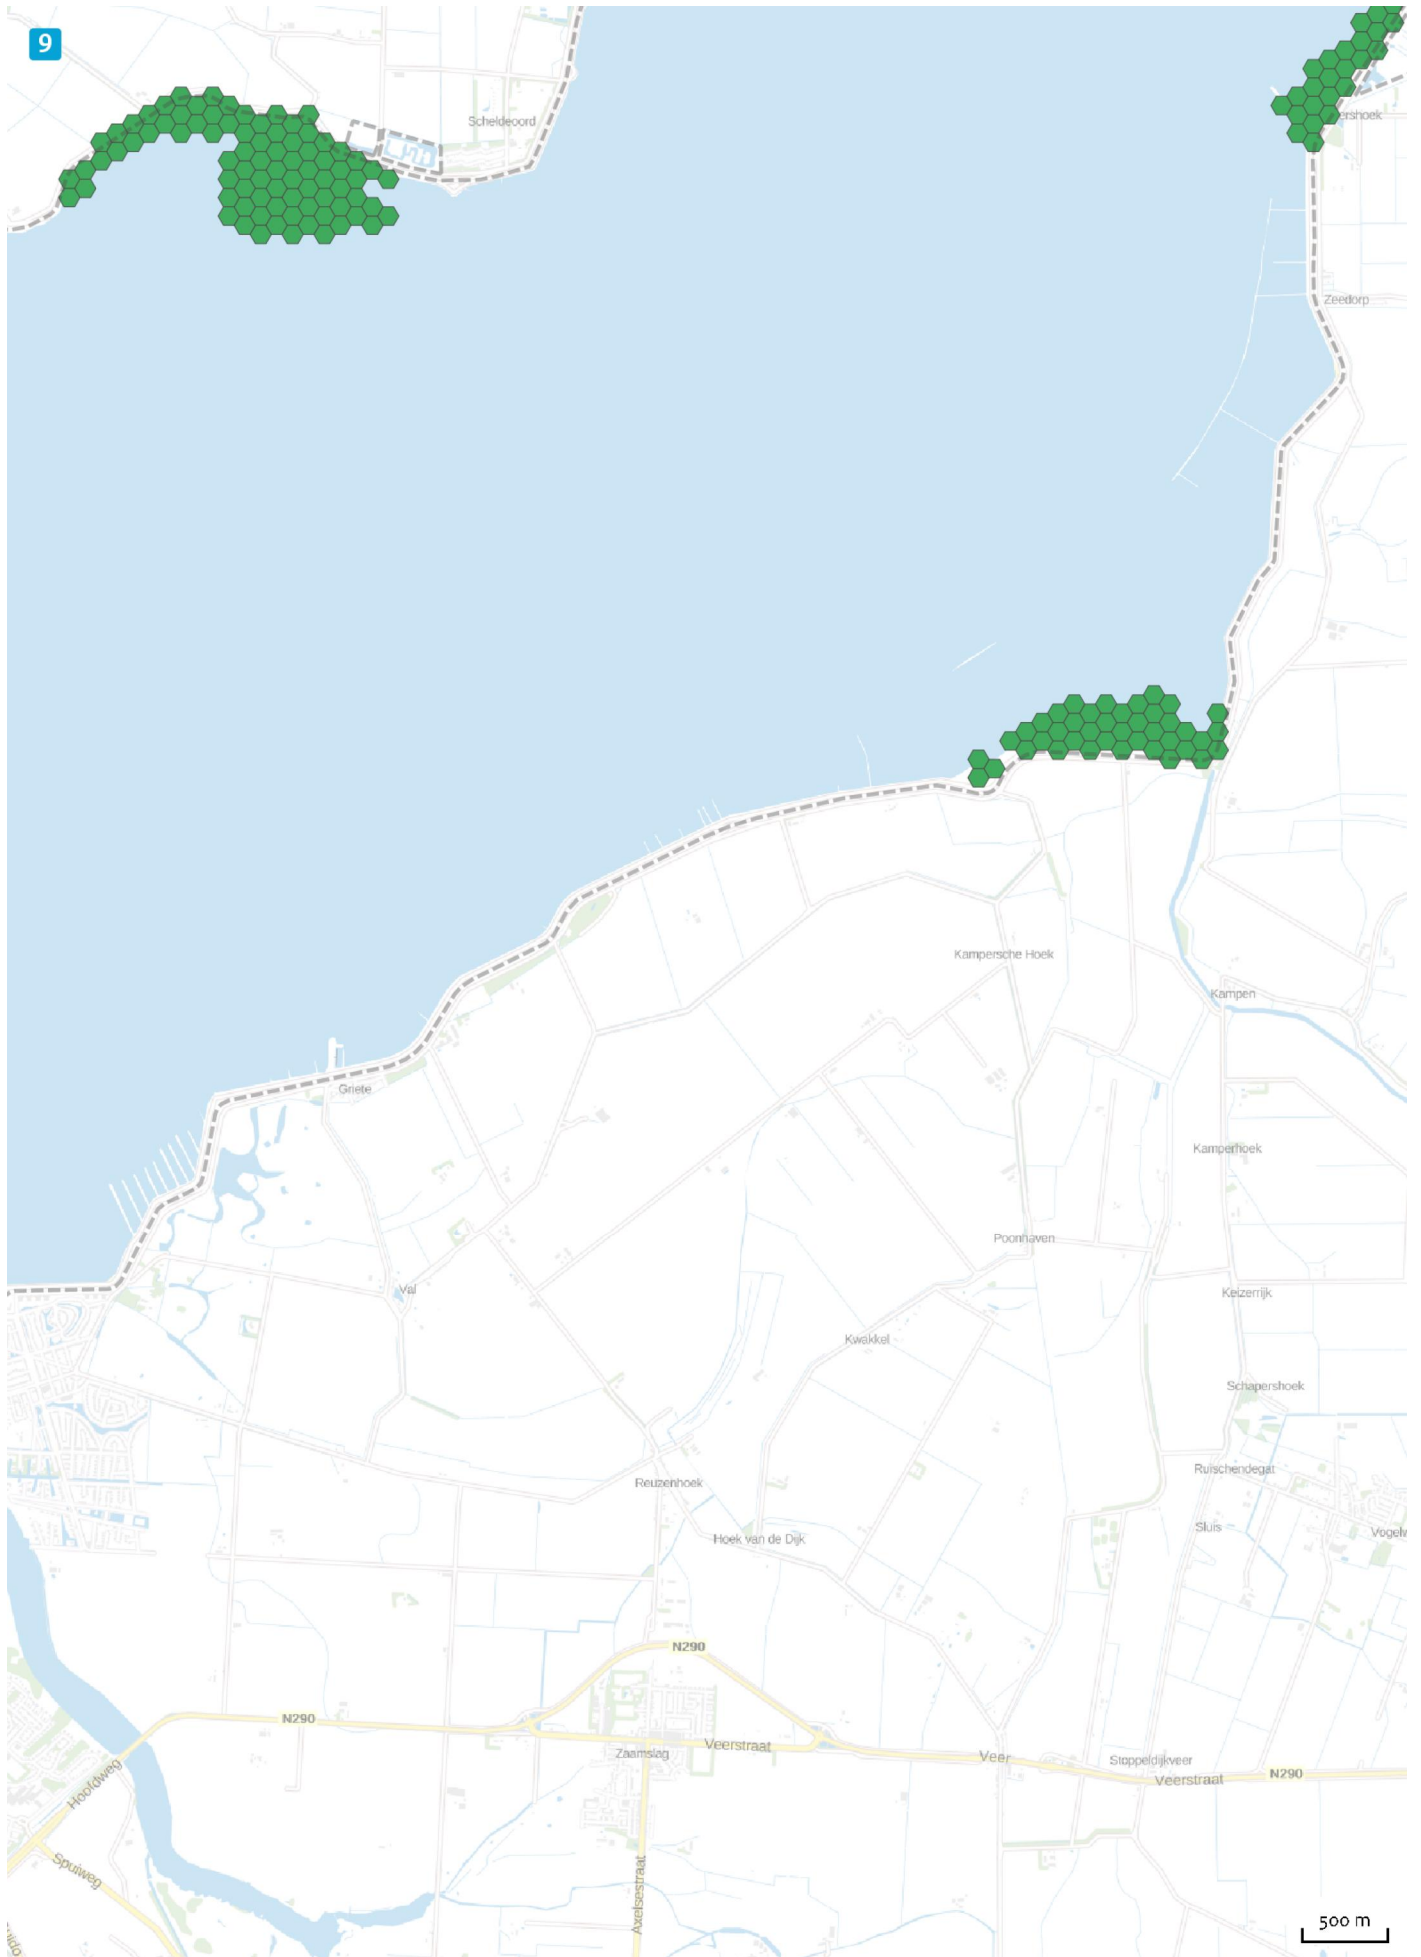 9
Scheldeoord
ershoek
Zeedorp
Kampersche Hoek
Kampen
Griete
Kamperhoek
Poonhaven
Val
Keizerrijk
Kwakkel
Schapershoek
Ruischendegat
Reuzenhoek
Sluis
Vogelw
Hoek van de Dijk
N290
N290
Zaamslag
Veerstraat
Veer
Stoppeldijkveer
Veerstraat
N290
Hoofdweg
Spuiweg
Axelsestraat
500 m